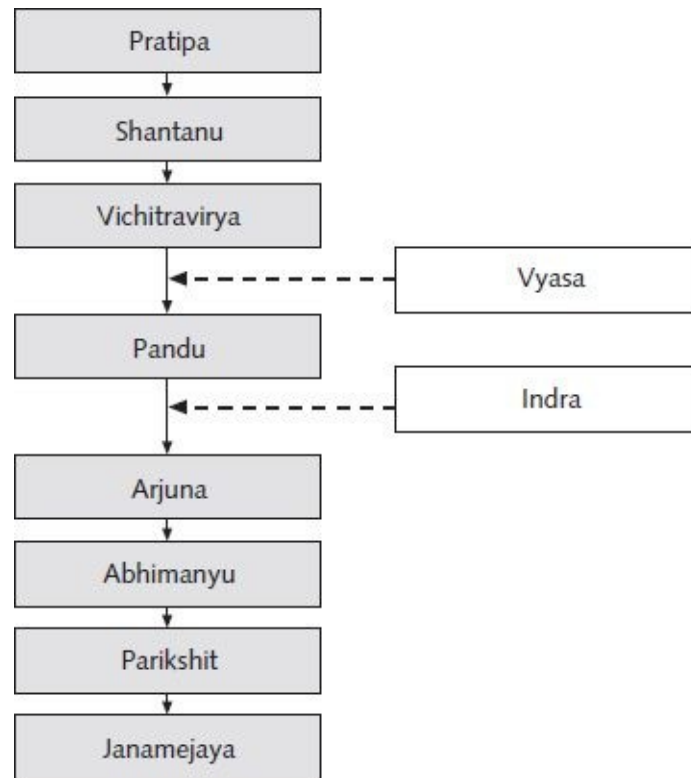 Pratipa
Shantanu
Vichitravirya
Vyasa
Pandu
Indra
Arjuna
Abhimanyu
Parikshit
Janamejaya